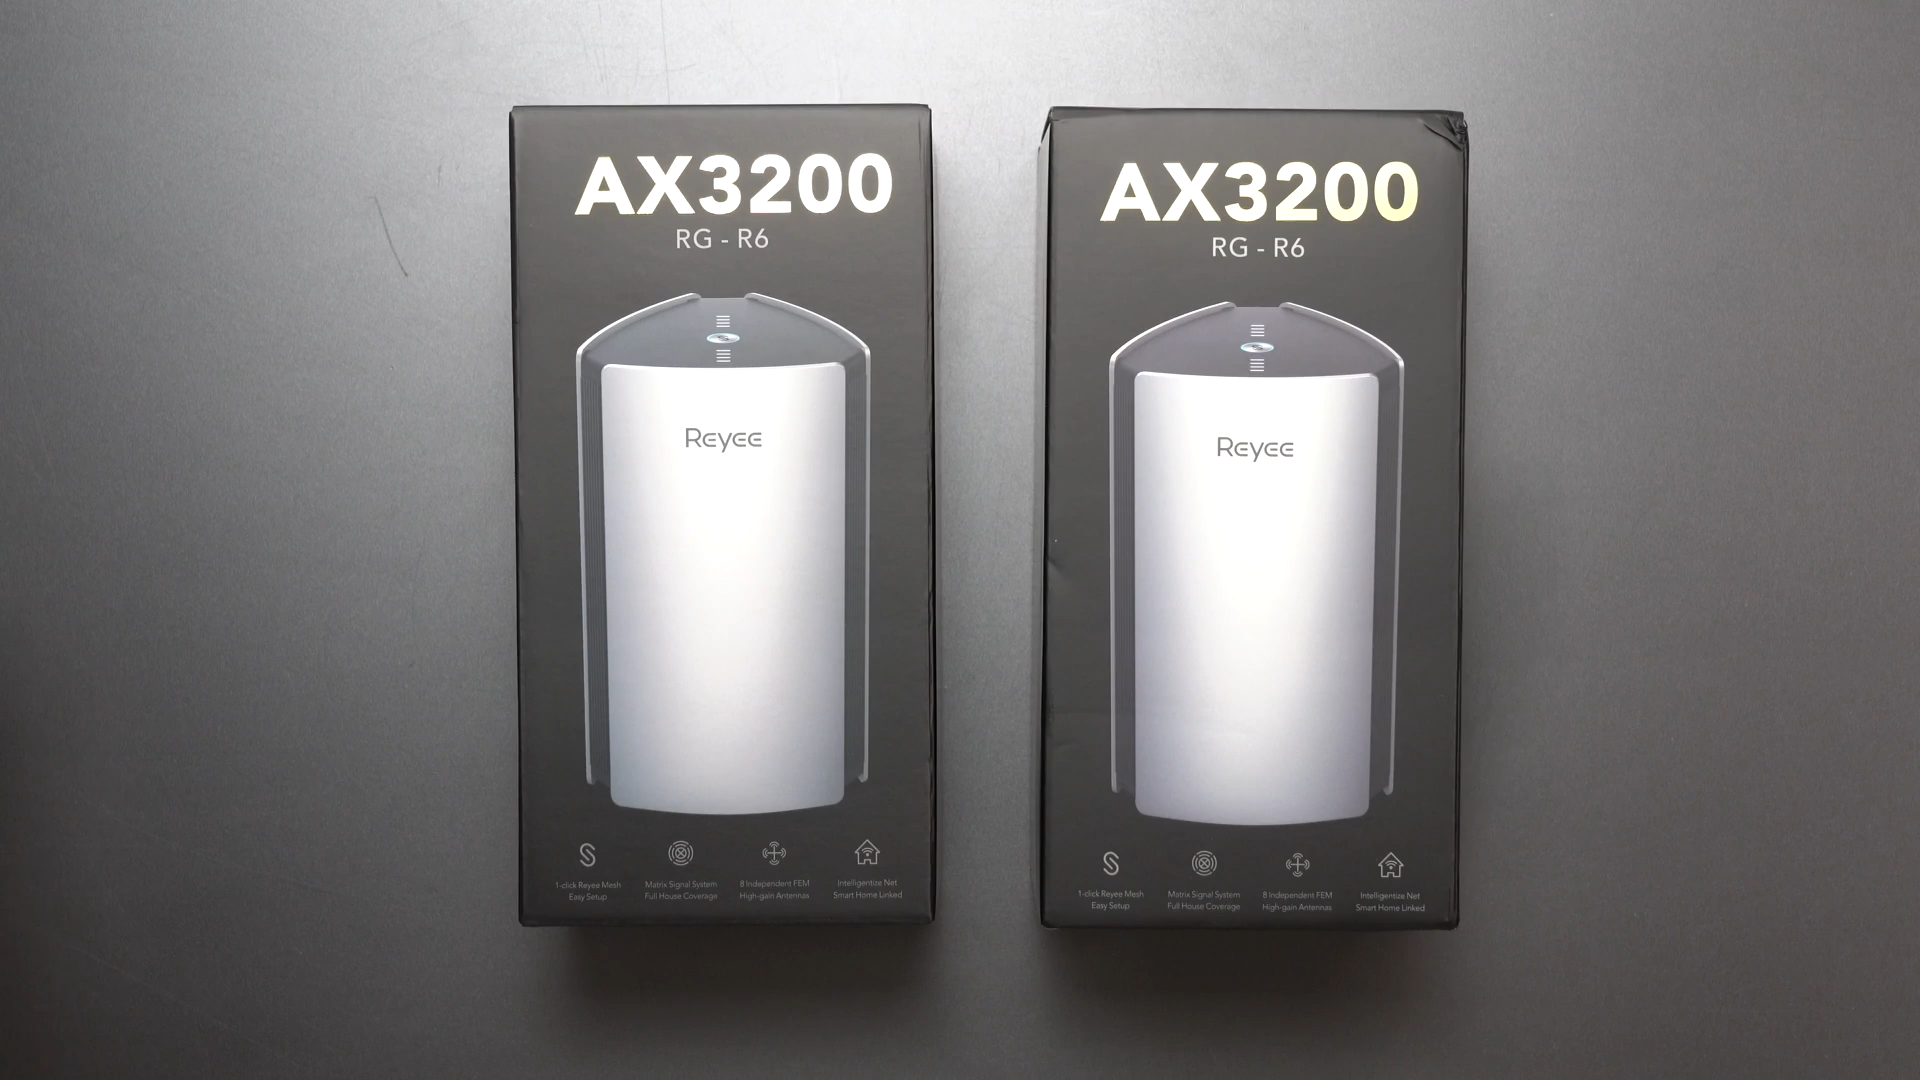 AX3200
RG - R6
Reyee
1-click Reyee Mesh
Easy Setup
Matrix Signal System
Full House Coverage
8 Independent FEM
High-gain Antennas
Intelligentize Net
Smart Home Linked
AX3200
RG - R6
Reyee
1-click Reyee Mesh
Easy Setup
Matrix Signal System
Full House Coverage
8 Independent FEM
High-gain Antennas
Intelligentize Net
Smart Home Linked